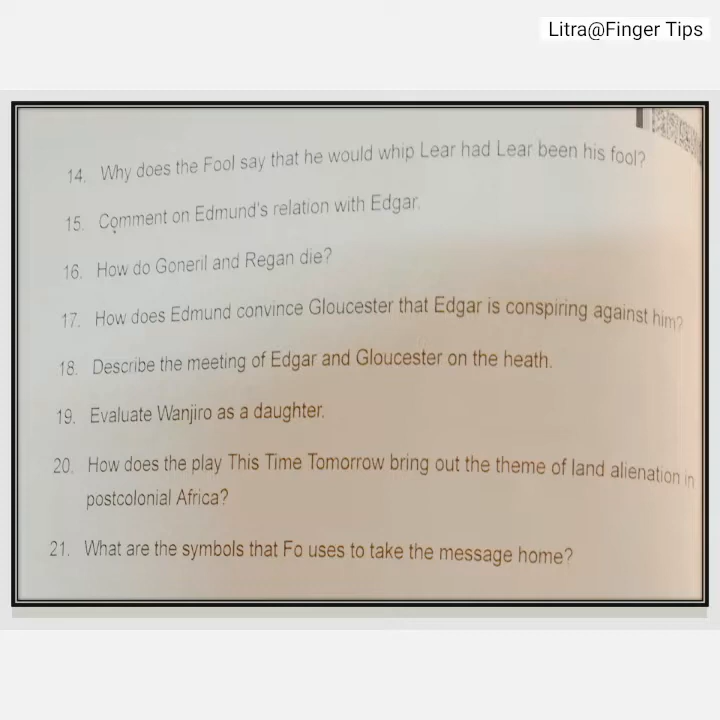 Litra@Finger Tips
14. Why does the Fool say that he would whip Lear had Lear been his fool?
15. Comment on Edmund's relation with Edgar.
16. How do Goneril and Regan die?
17. How does Edmund convince Gloucester that Edgar is conspiring against him?
18. Describe the meeting of Edgar and Gloucester on the heath.
19. Evaluate Wanjiro as a daughter.
20. How does the play This Time Tomorrow bring out the theme of land alienation in
postcolonial Africa?
21. What are the symbols that Fo uses to take the message home?